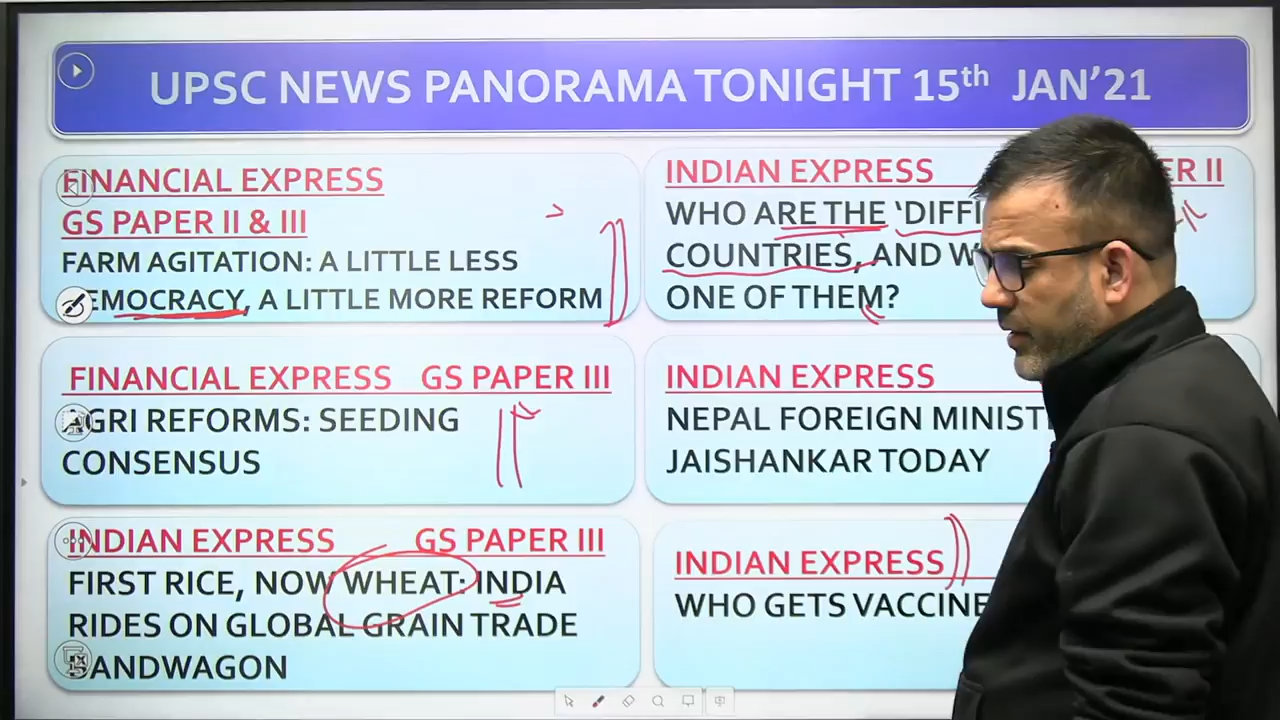 UPSC NEWS PANORAMA TONIGHT 15th JAN'21
FINANCIAL EXPRESS
GS PAPER II & III
FARM AGITATION: A LITTLE LESS
DEMOCRACY, A LITTLE MORE REFORM
FINANCIAL EXPRESS GS PAPER III
AGRI REFORMS: SEEDING
CONSENSUS
INDIAN EXPRESS GS PAPER III
FIRST RICE, NOW WHEAT: INDIA
RIDES ON GLOBAL GRAIN TRADE
BANDWAGON
INDIAN EXPRESS ER II
WHO ARE THE ‘DIFFI
COUNTRIES, AND W
ONE OF THEM?
INDIAN EXPRESS
NEPAL FOREIGN MINIST
JAISHANKAR TODAY
INDIAN EXPRESS
WHO GETS VACCINE